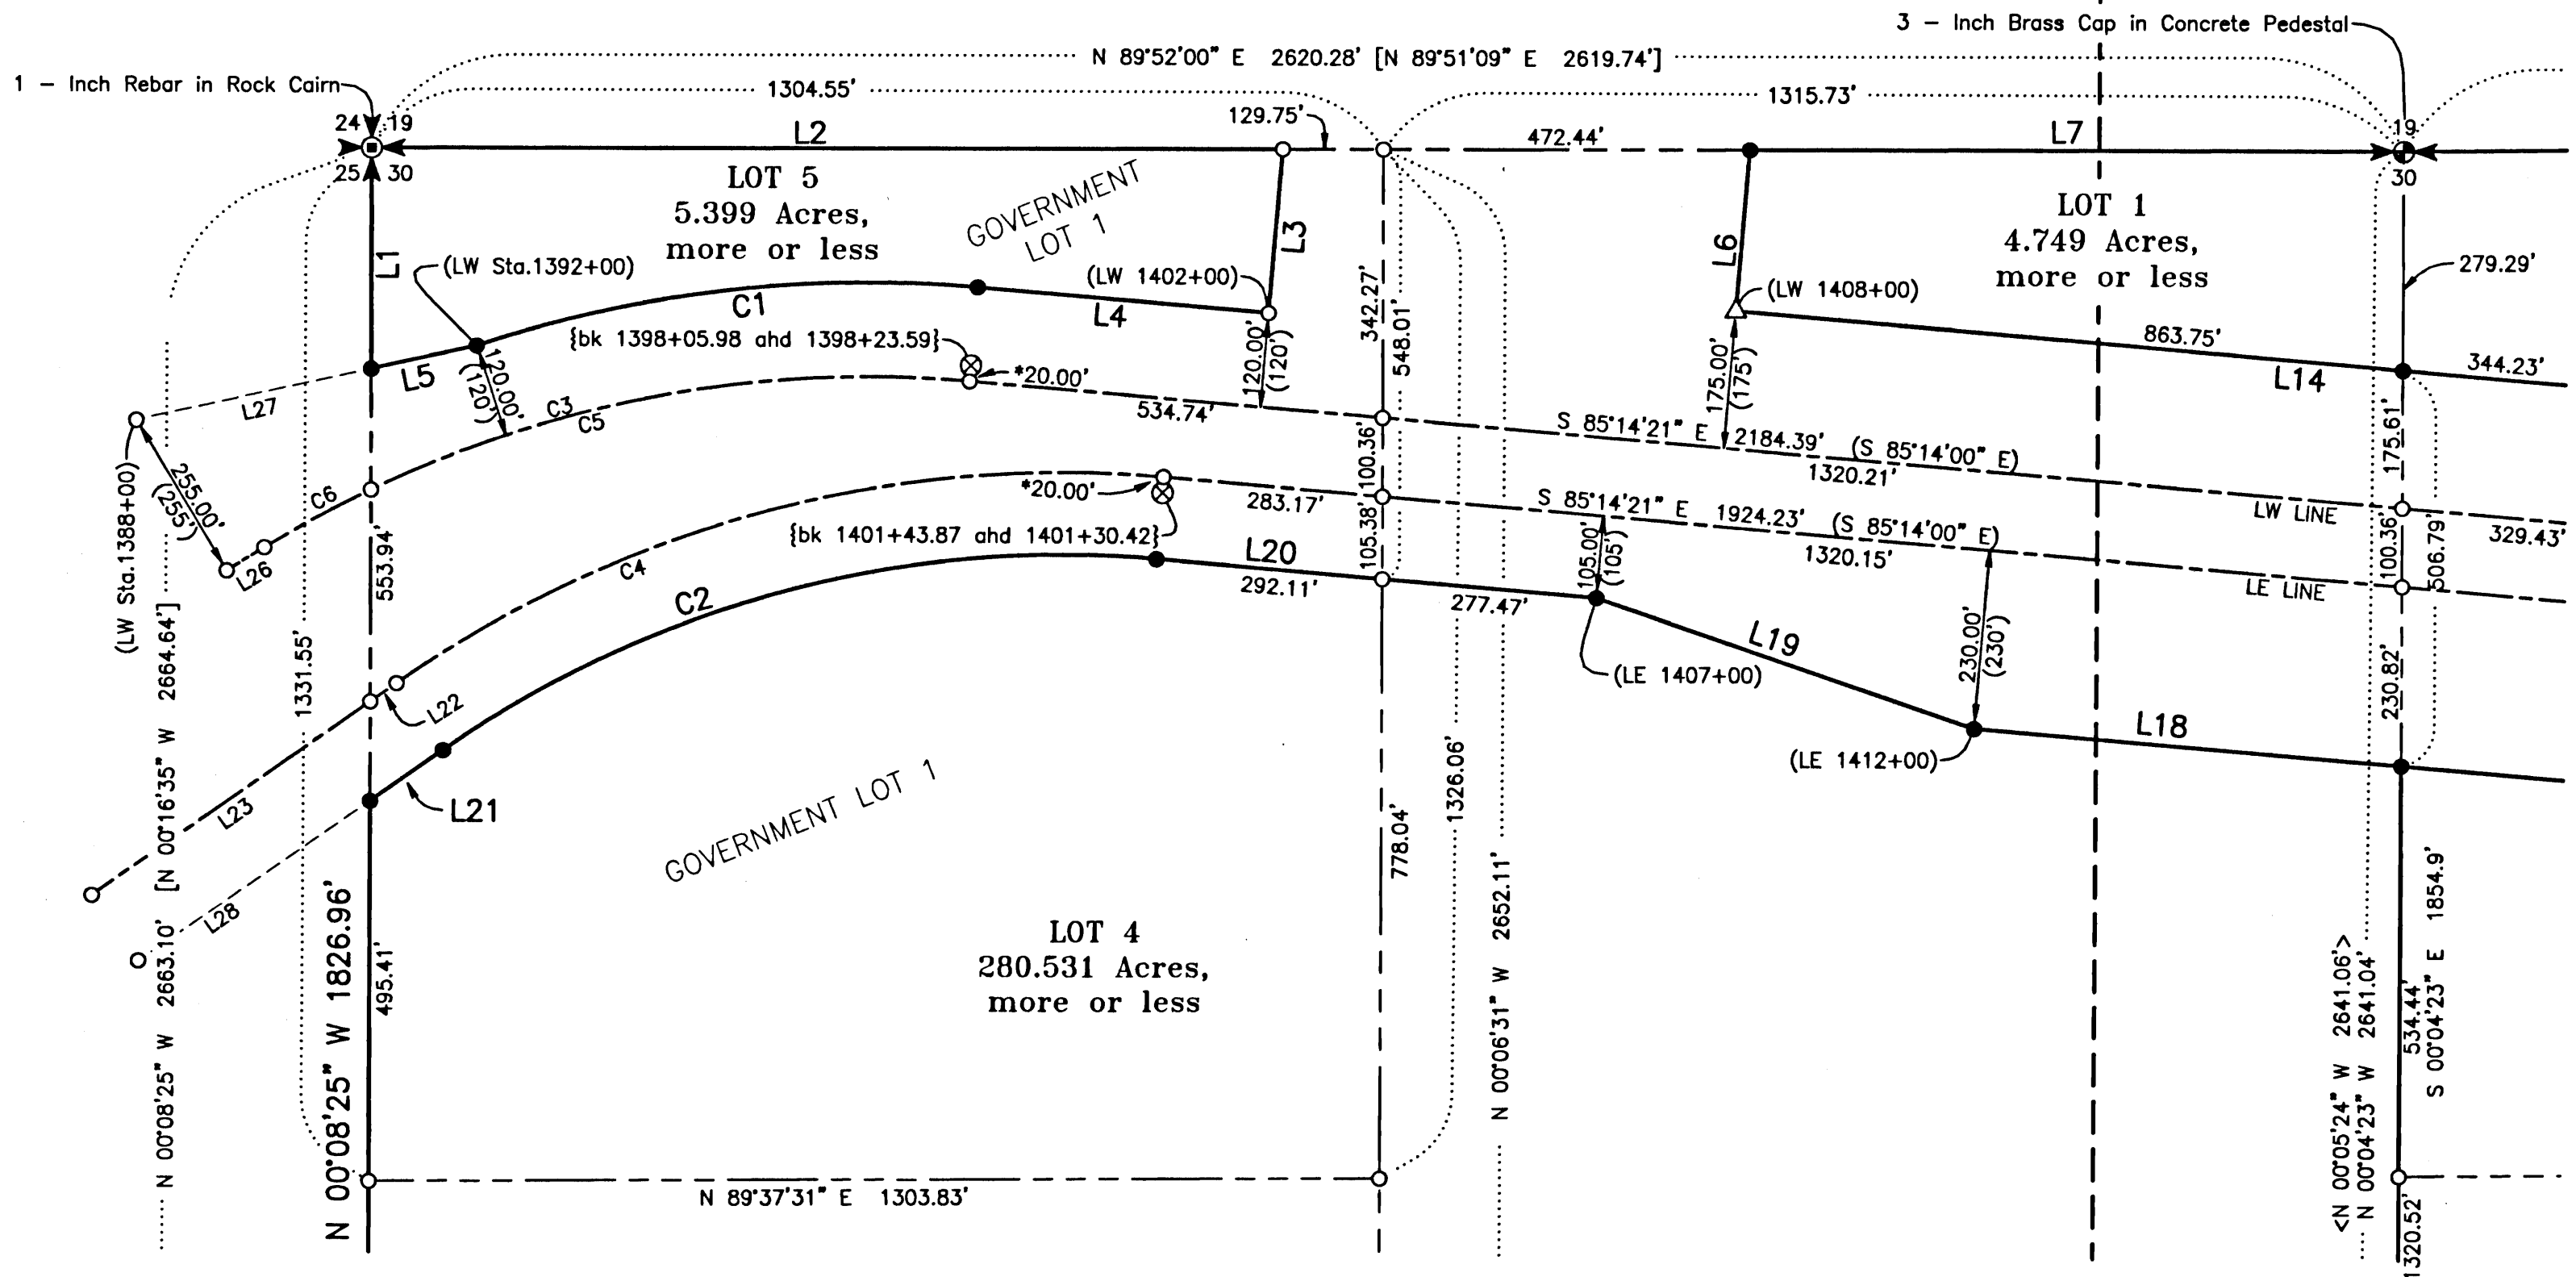 3 – Inch Brass Cap in Concrete Pedestal
N 89°52'00" E 2620.28' [N 89°51'09" E 2619.74']
1 – Inch Rebar in Rock Cairn
1304.55'
1315.73'
129.75'
24 19
25 30
L2
472.44'
L7
19
30
LOT 5
5.399 Acres,
more or less
GOVERNMENT
LOT 1
LOT 1
4.749 Acres,
more or less
L1
L3
L6
(LW Sta.1392+00)
(LW 1402+00)
(LW 1408+00)
279.29'
C1
L4
{bk 1398+05.98 ahd 1398+23.59}
*20.00'
342.27'
548.01'
863.75'
L14
344.23'
L5
L27
120.00'
(120')
C3
C5
120.00'
(120')
534.74'
175.00'
(175')
S 85°14'21" E 2184.39' (S 85°14'00" E)
1320.21'
175.61'
(LW Sta.1388+00)
255.00'
(255')
C6
L26
*20.00'
283.17'
100.36'
S 85°14'21" E 1924.23' (S 85°14'00" E)
1320.15'
LW LINE
329.43'
LE LINE
100.36'
506.79'
{bk 1401+43.87 ahd 1401+30.42}
105.38'
105.00'
(105')
C4
553.94'
C2
L20
292.11'
277.47'
L19
(LE 1407+00)
230.00'
(230')
230.82'
1331.55'
L22
L23
L21
L28
L18
(LE 1412+00)
GOVERNMENT LOT 1
1326.06'
778.04'
N 00°08'25" W 2663.10' [N 00°16'35" W 2664.64']
N 00°08'25" W 1826.96'
495.41'
LOT 4
280.531 Acres,
more or less
N 00°06'31" W 2652.11'
<N 00°05'24" W 2641.06'>
N 00°04'23" W 2641.04'
534.44'
S 00°04'23" E 1854.9'
N 89°37'31" E 1303.83'
1320.52'